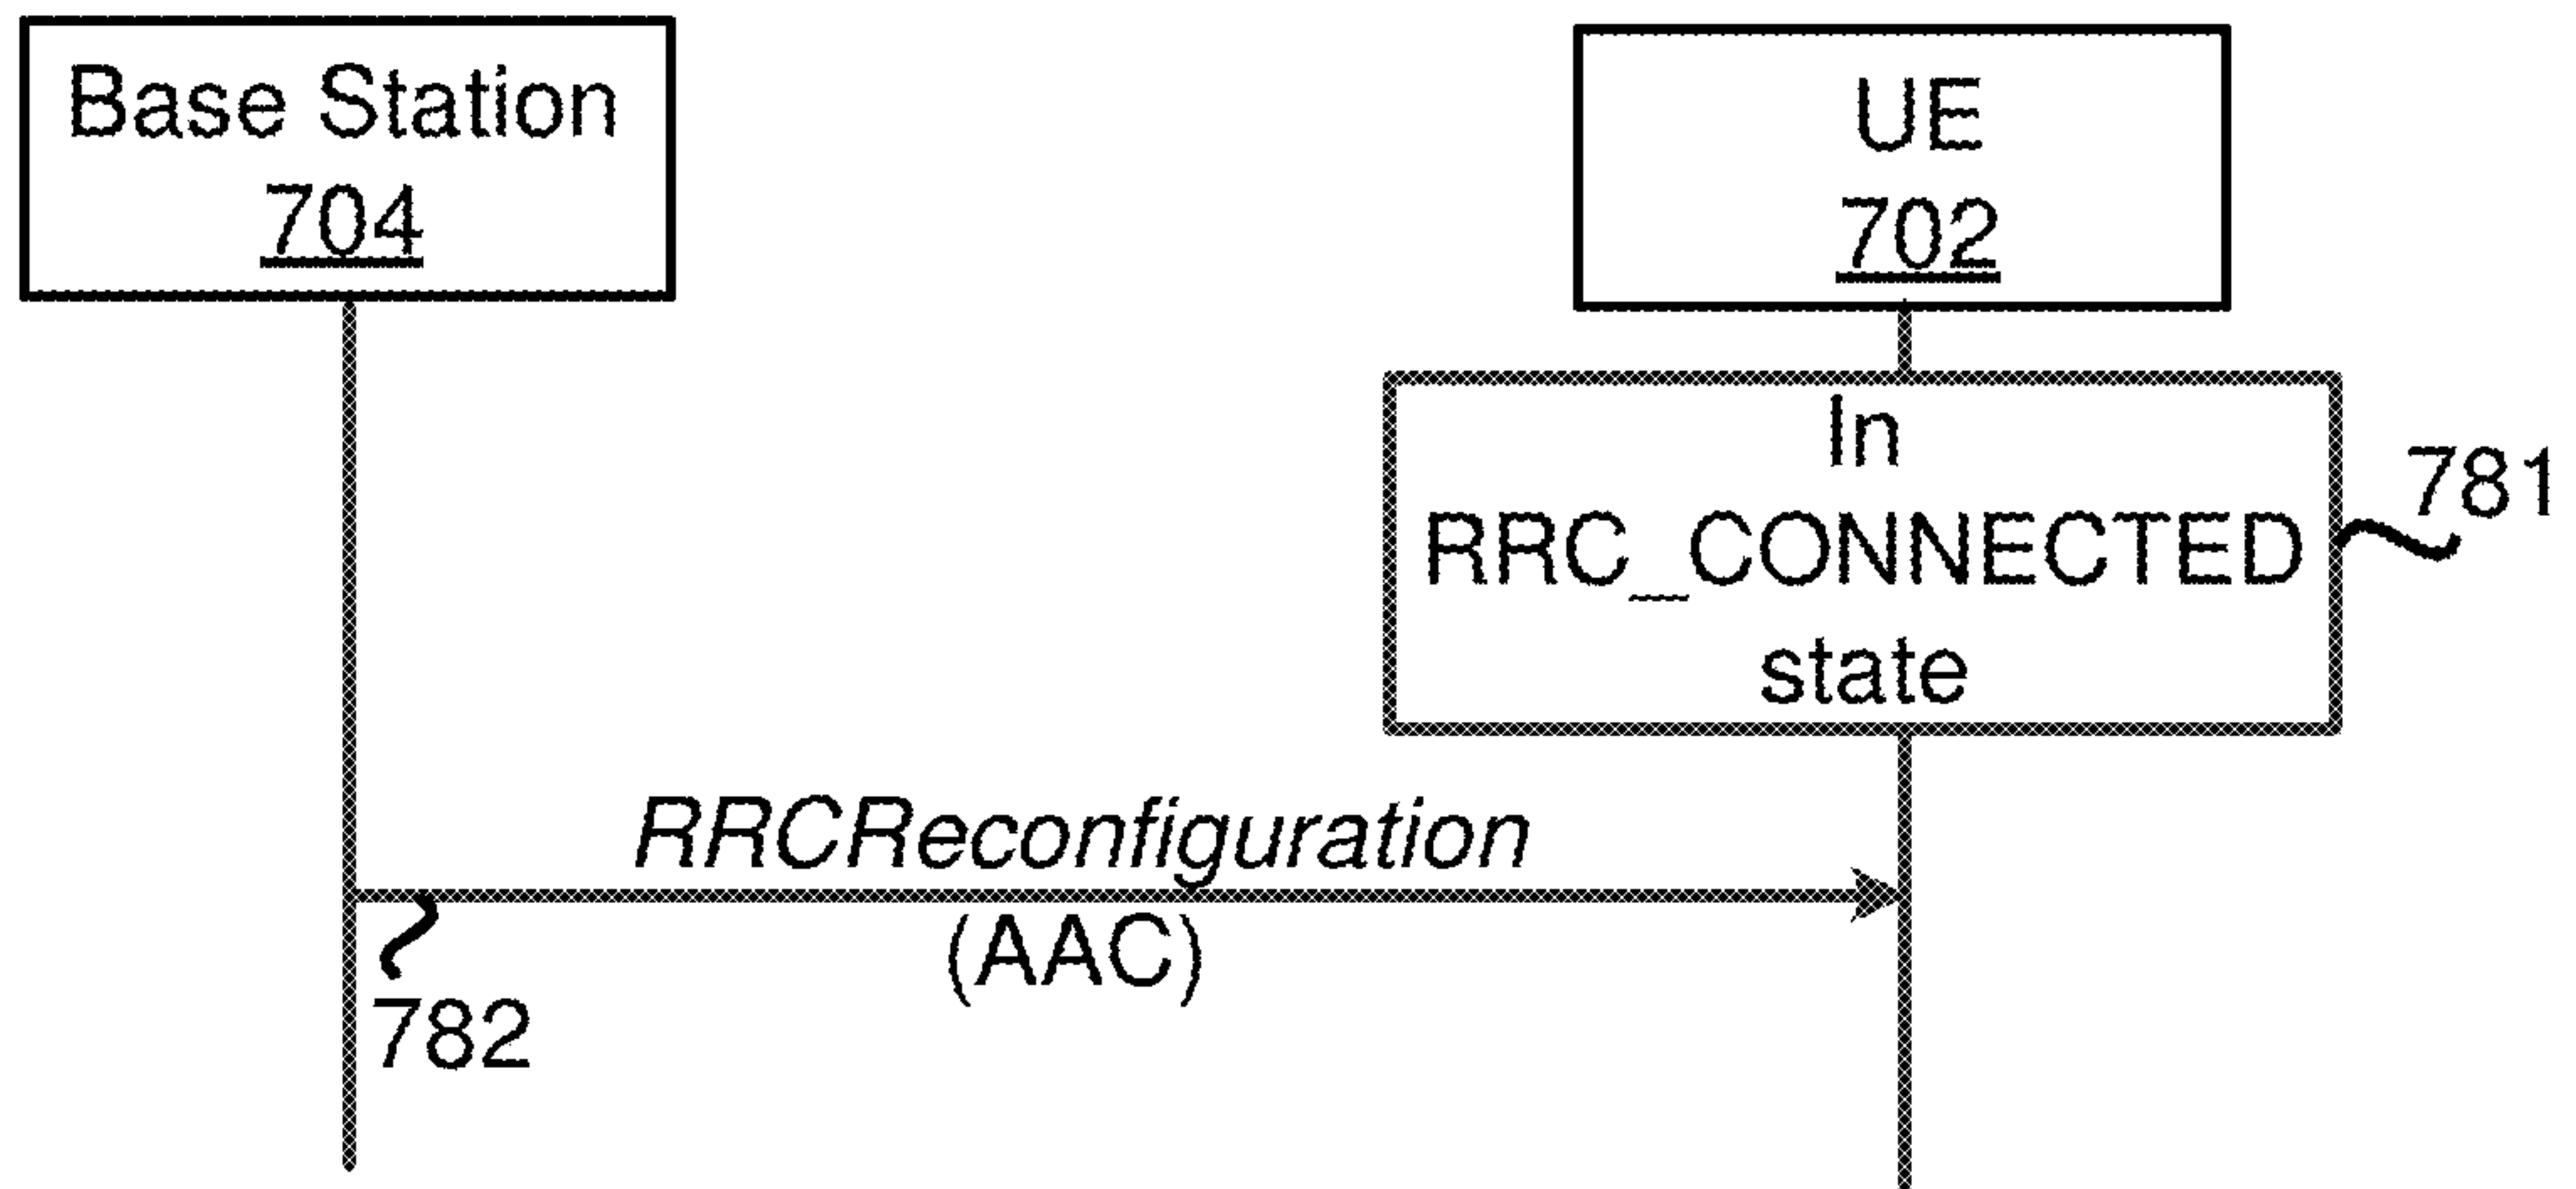 Base Station
704
UE
702
In
RRC_CONNECTED
state
781
RRCReconfiguration
(AAC)
782